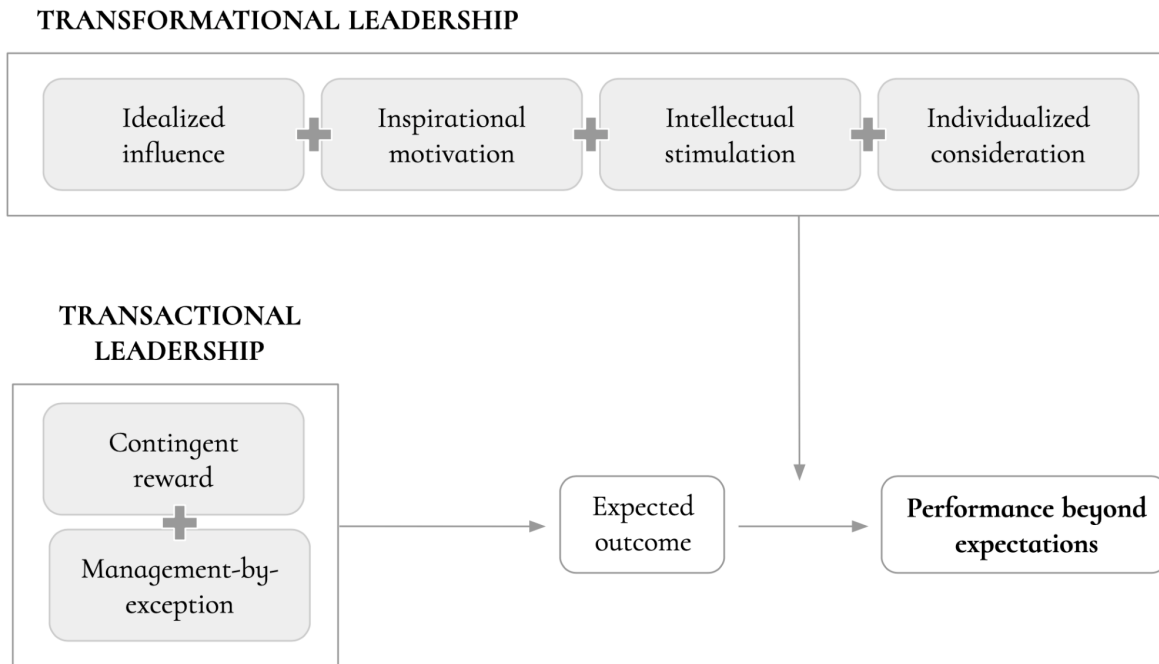 TRANSFORMATIONAL LEADERSHIP
Idealized
influence
Inspirational
motivation
Intellectual
stimulation
Individualized
consideration
TRANSACTIONAL
LEADERSHIP
Contingent
reward
Management-by-
exception
Expected
outcome
Performance beyond
expectations